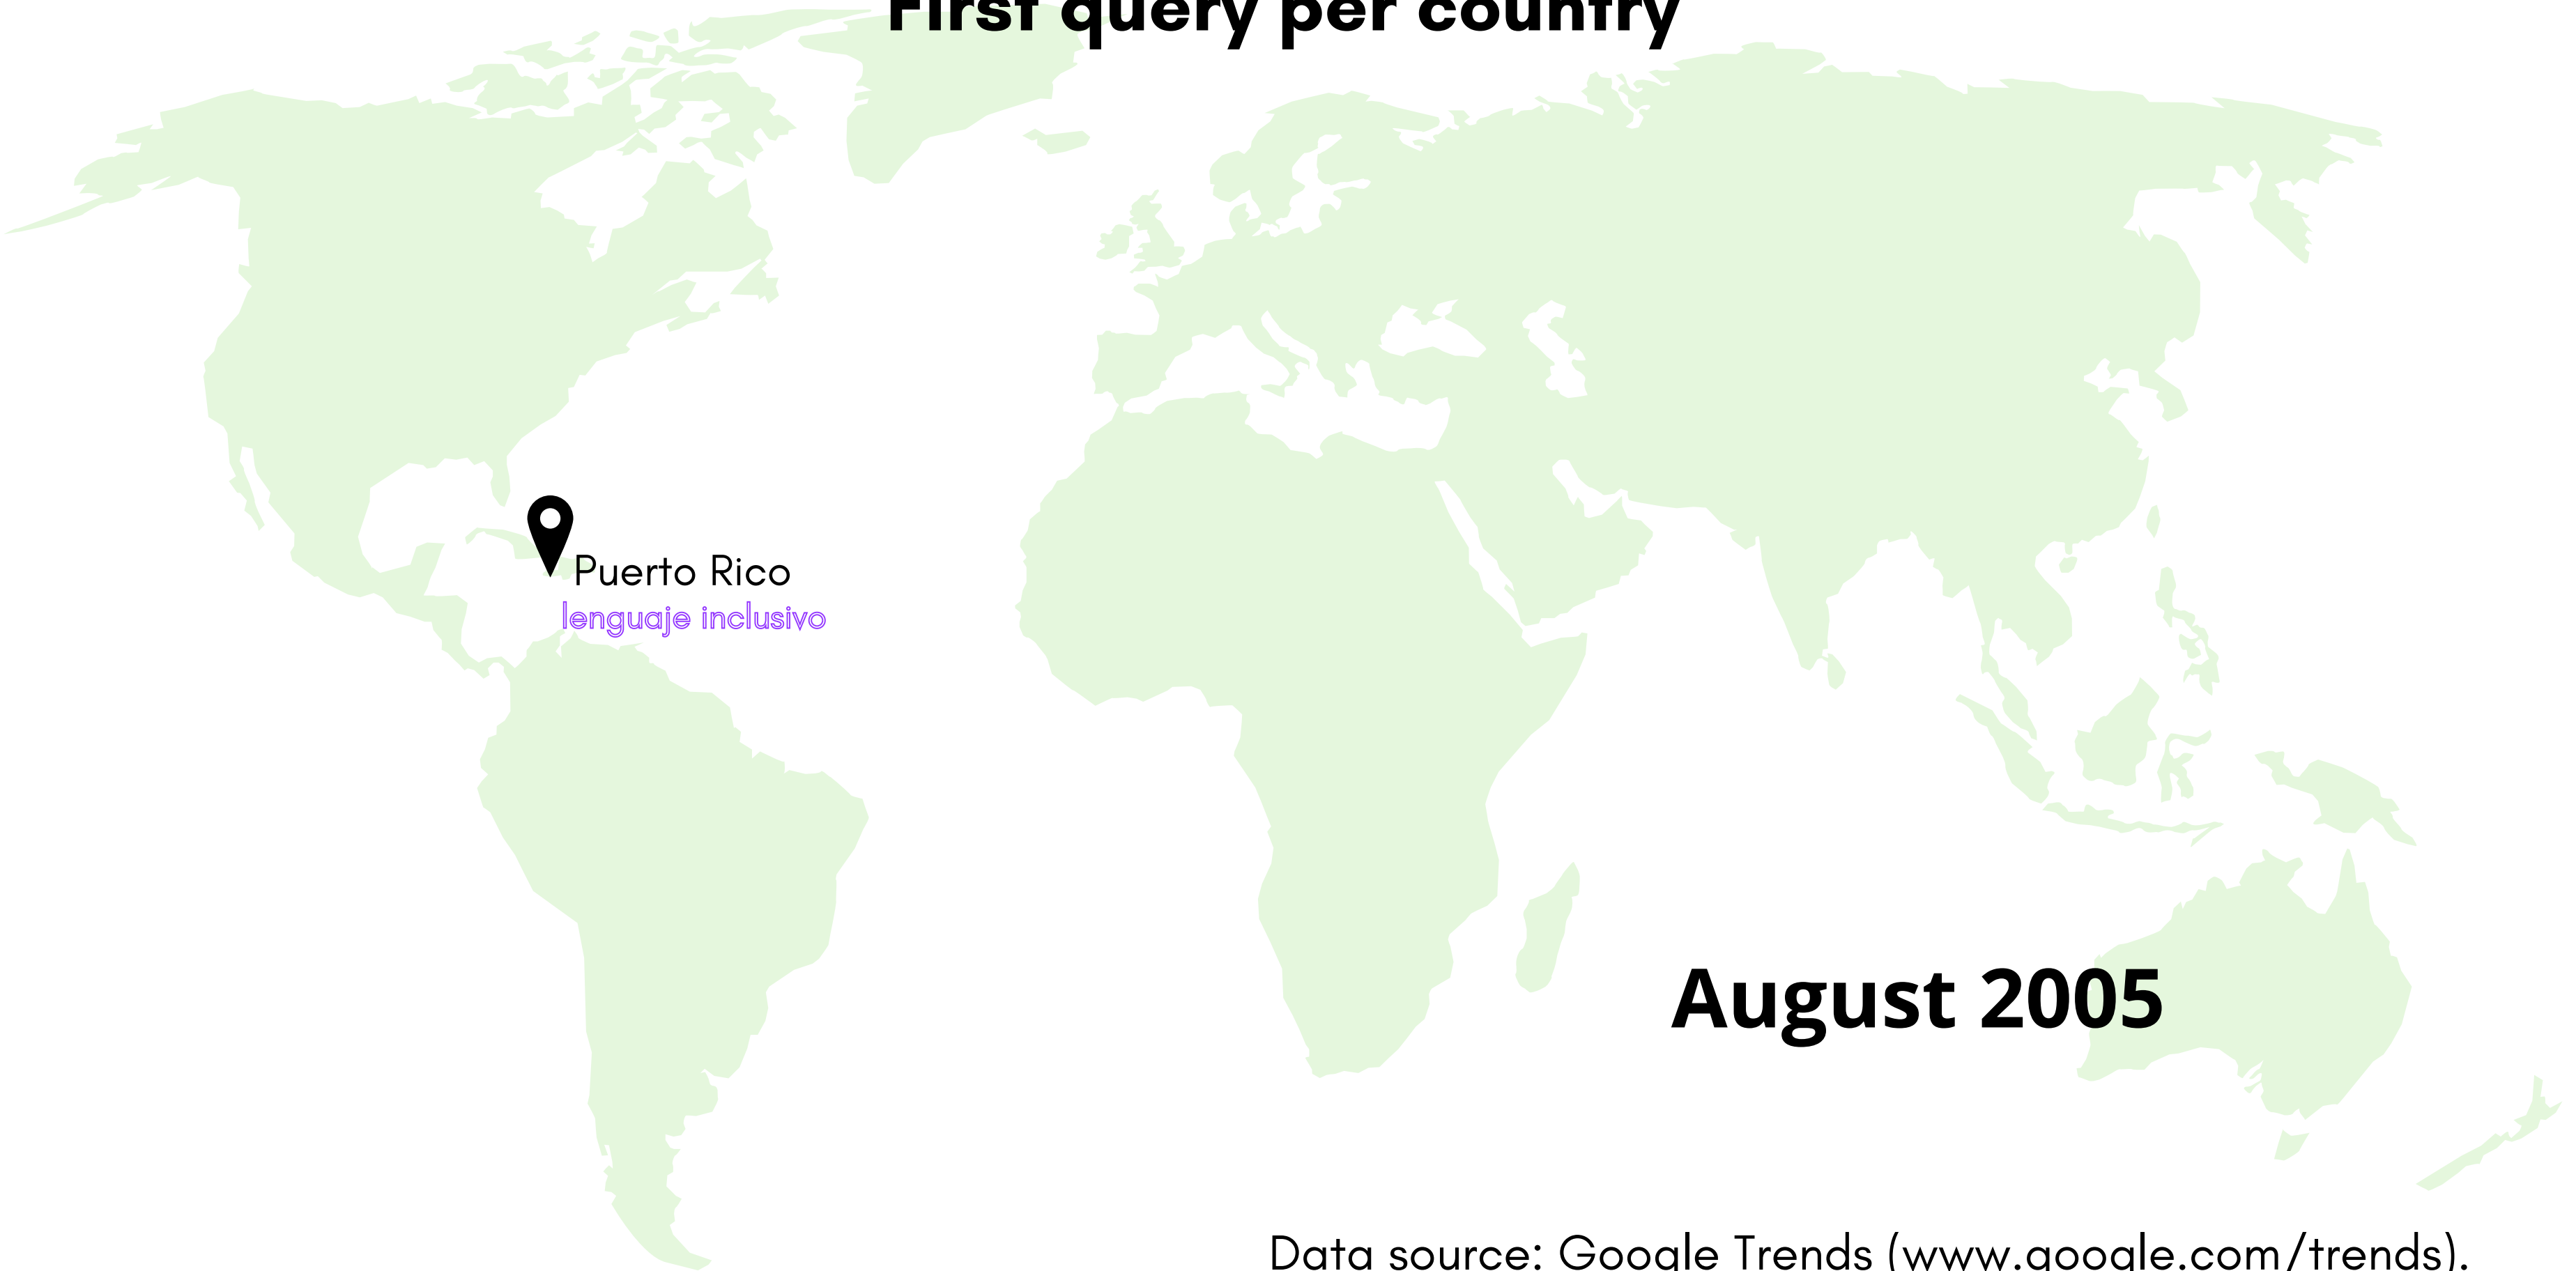 First query per country
Puerto Rico
lenguaje inclusivo
August 2005
Data source: Google Trends (www.google.com/trends).